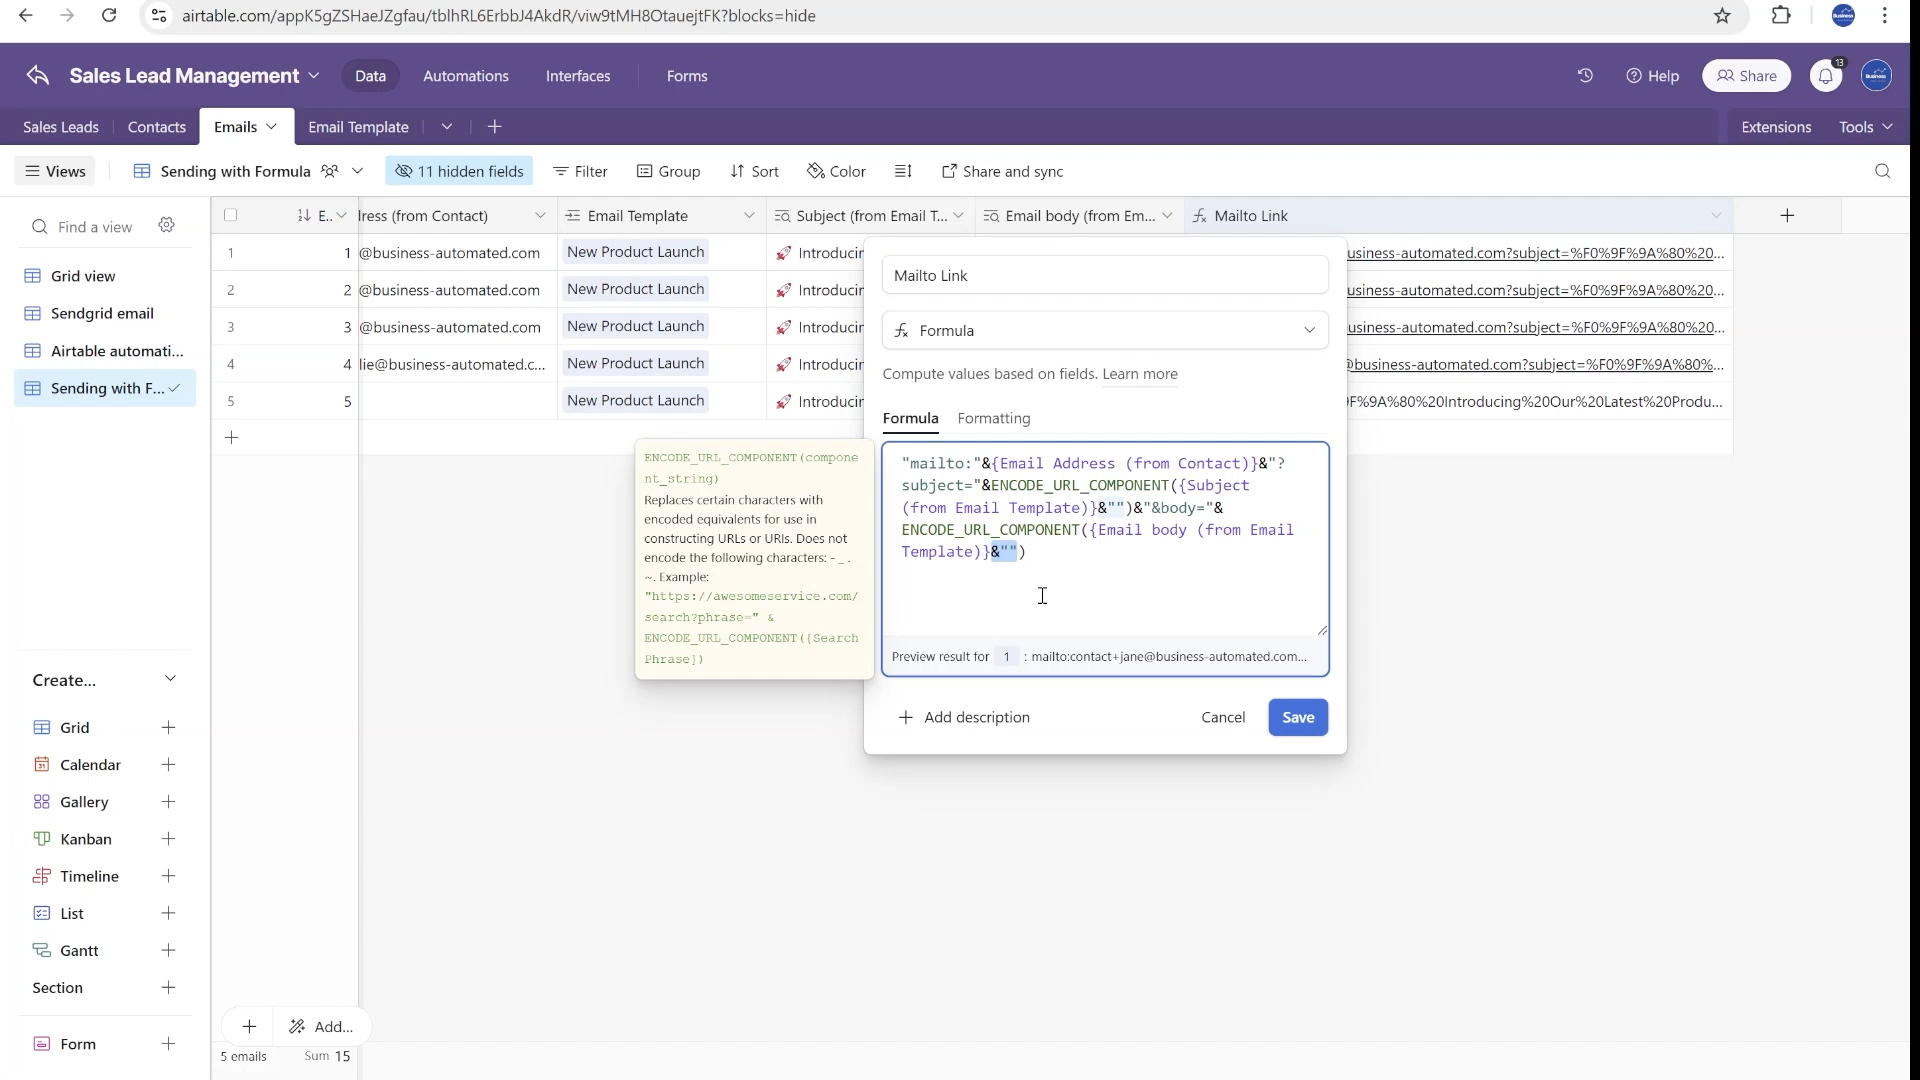 airtable.com/appK5gZSHaeJZgfau/tblhRL6ErbbJ4AkdR/viw9tMH8OtauejtFK?blocks=hide
Sales Lead Management
Data
Automations
Interfaces
Forms
Help
Share
13
Sales Leads
Contacts
Emails
Email Template
Extensions
Tools
Views
Sending with Formula
11 hidden fields
Filter
Group
Sort
Color
Share and sync
Find a view
E..
lress (from Contact)
Email Template
Subject (from Email T...
Email body (from Em...
Mailto Link
1 1 @business-automated.com New Product Launch 🚀 Introducin usiness-automated.com?subject=%F0%9F%9A%80%20...
2 2 @business-automated.com New Product Launch 🚀 Introducin usiness-automated.com?subject=%F0%9F%9A%80%20...
3 3 @business-automated.com New Product Launch 🚀 Introducin usiness-automated.com?subject=%F0%9F%9A%80%20...
4 4 lie@business-automated.c... New Product Launch 🚀 Introducin @business-automated.com?subject=%F0%9F%9A%80%...
5 5 New Product Launch 🚀 Introducin F%9A%80%20Introducing%20Our%20Latest%20Produ...
Grid view
Sendgrid email
Airtable automati...
Sending with F...
Mailto Link
Formula
Compute values based on fields. Learn more
Formula
Formatting
"mailto:"&{Email Address (from Contact)}&"?
subject="&ENCODE_URL_COMPONENT({Subject
(from Email Template)}&"")&"&body="&
ENCODE_URL_COMPONENT({Email body (from Email
Template)}&"")
Preview result for 1 : mailto:contact+jane@business-automated.com...
Add description
Cancel
Save
ENCODE_URL_COMPONENT(compone
nt_string)
Replaces certain characters with
encoded equivalents for use in
constructing URLs or URIs. Does not
encode the following characters: - _ .
~. Example:
"https://awesomeservice.com/
search?phrase=" &
ENCODE_URL_COMPONENT({Search
Phrase})
Create...
Grid
Calendar
Gallery
Kanban
Timeline
List
Gantt
Section
Form
Add...
5 emails
Sum 15